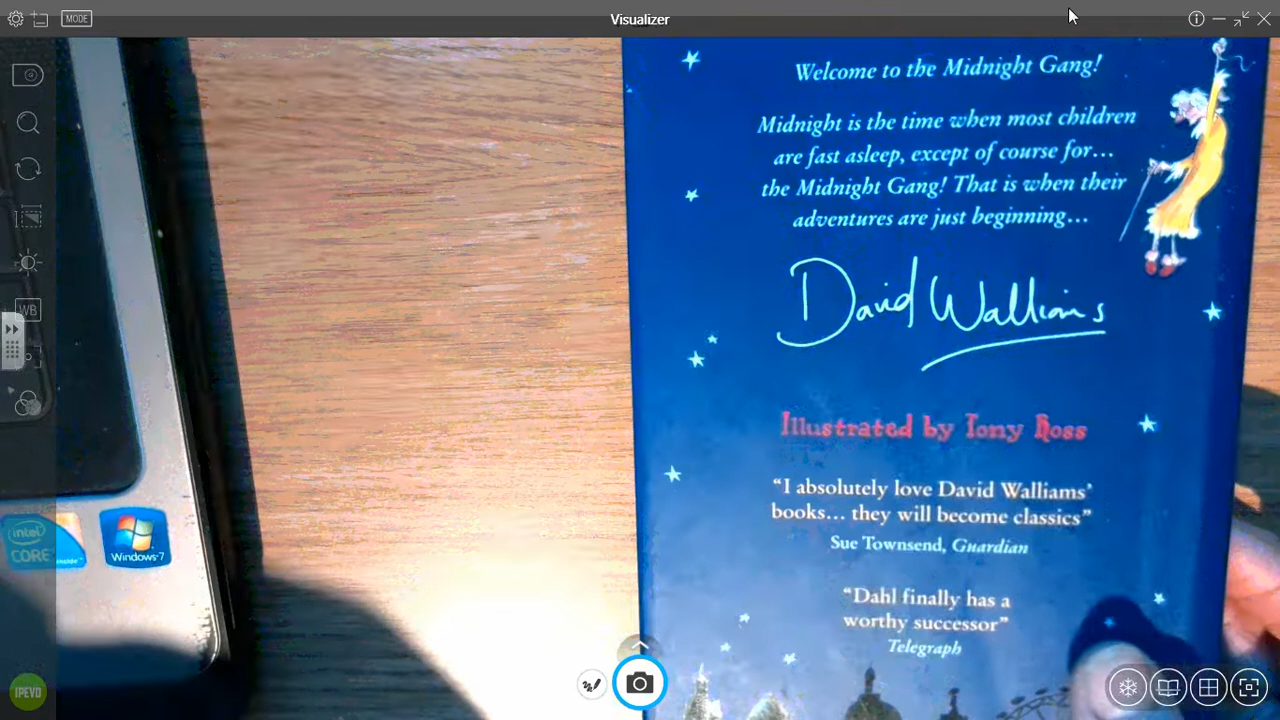 MODE
Visualizer
WB
Welcome to the Midnight Gang!
Midnight is the time when most children
are fast asleep, except of course for...
the Midnight Gang! That is when their
adventures are just beginning...
David Walliams
Illustrated by Tony Ross
"I absolutely love David Walliams'
books... they will become classics"
Sue Townsend, Guardian
"Dahl finally has a
worthy successor"
Telegraph
intel
CORE
inside™
Windows 7
IPEVO